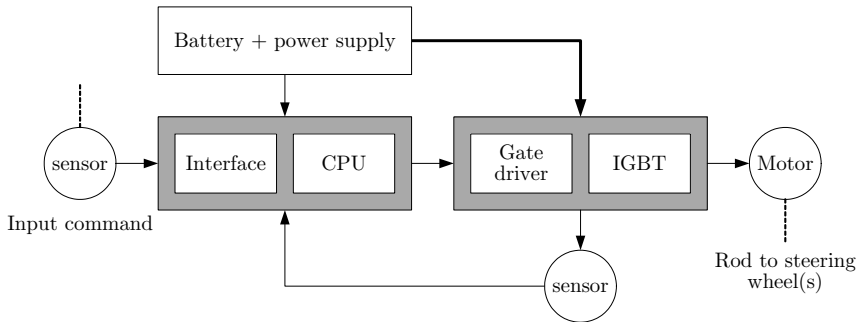 Battery + power supply
sensor
Interface
CPU
Gate
driver
IGBT
Motor
Input command
Rod to steering
wheel(s)
sensor